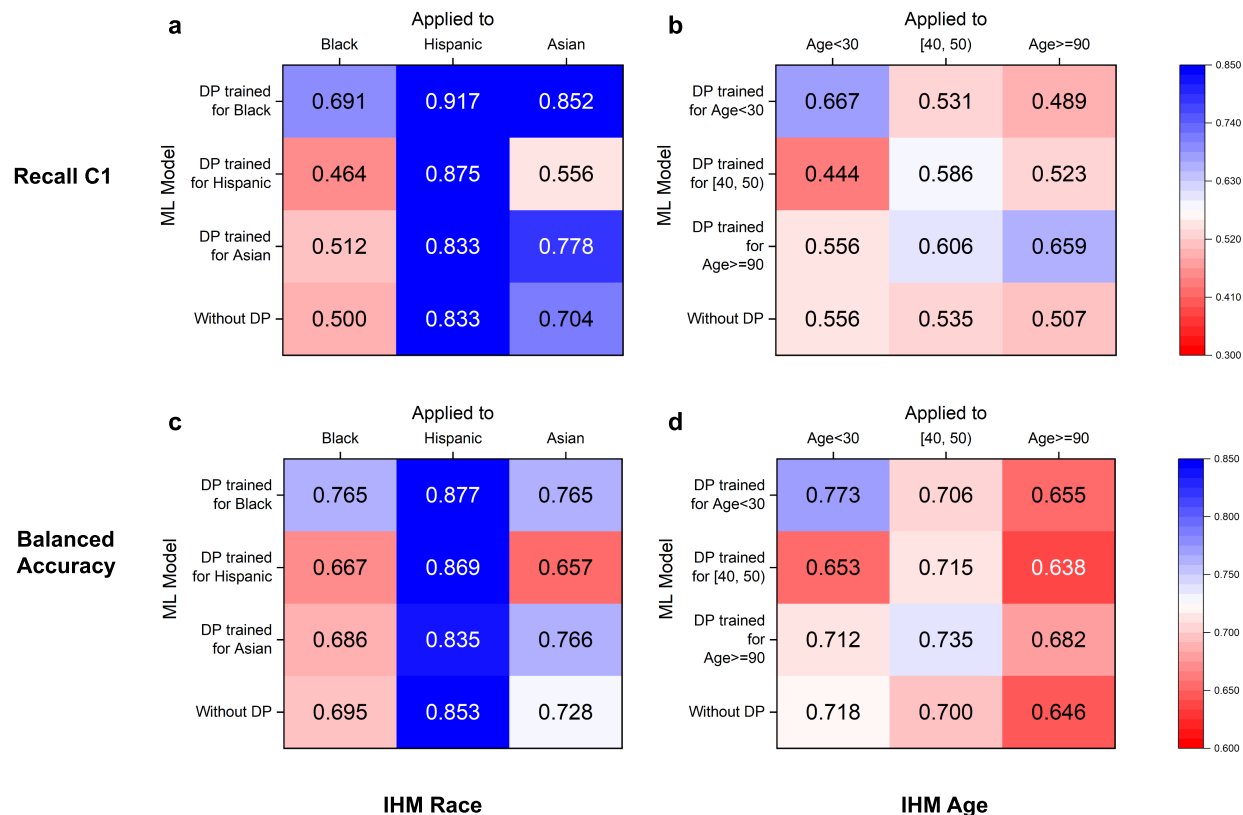 a
Applied to
Black Hispanic Asian
Recall C1
ML Model
DP trained
for Black
0.691 0.917 0.852
DP trained
for Hispanic
0.464 0.875 0.556
DP trained
for Asian
0.512 0.833 0.778
Without DP
0.500 0.833 0.704
b
Applied to
Age<30 [40, 50) Age>=90
ML Model
DP trained
for Age<30
0.667 0.531 0.489
DP trained
for [40, 50)
0.444 0.586 0.523
DP trained
for
Age>=90
0.556 0.606 0.659
Without DP
0.556 0.535 0.507
0.850
0.740
0.630
0.520
0.410
0.300
c
Applied to
Black Hispanic Asian
Balanced
Accuracy
ML Model
DP trained
for Black
0.765 0.877 0.765
DP trained
for Hispanic
0.667 0.869 0.657
DP trained
for Asian
0.686 0.835 0.766
Without DP
0.695 0.853 0.728
IHM Race
d
Applied to
Age<30 [40, 50) Age>=90
ML Model
DP trained
for Age<30
0.773 0.706 0.655
DP trained
for [40, 50)
0.653 0.715 0.638
DP trained
for
Age>=90
0.712 0.735 0.682
Without DP
0.718 0.700 0.646
IHM Age
0.850
0.800
0.750
0.700
0.650
0.600